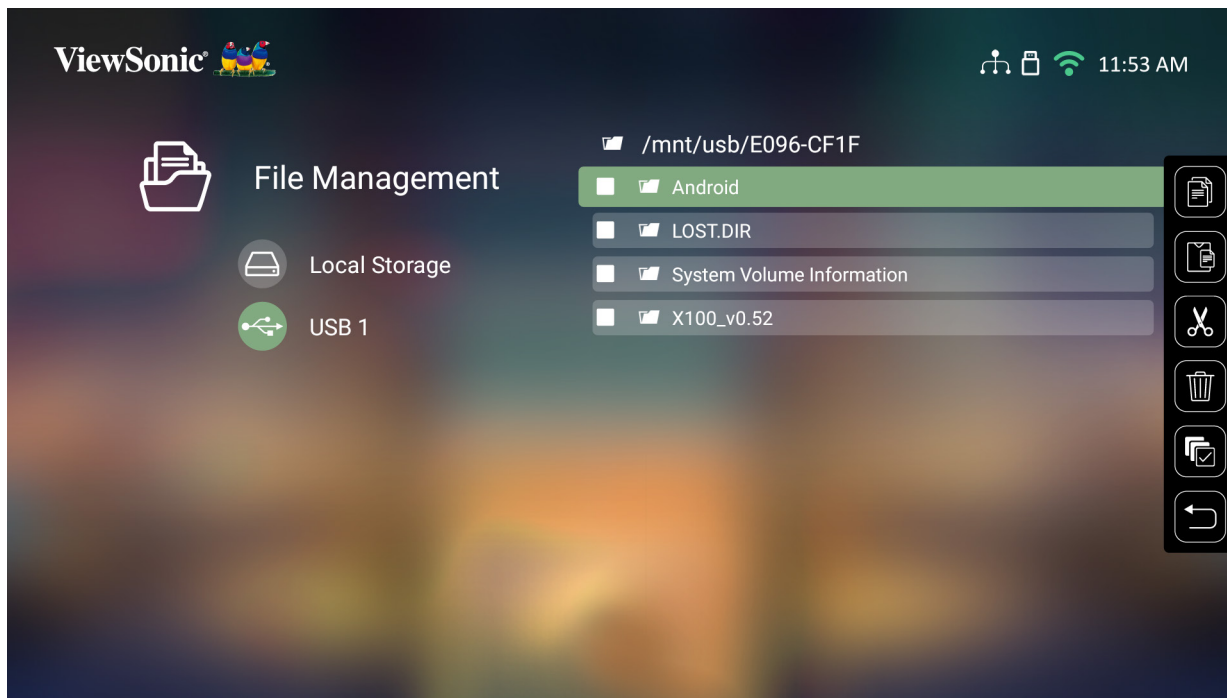 ViewSonic
11:53 AM
File Management
Local Storage
USB 1
/mnt/usb/E096-CF1F
Android
LOST.DIR
System Volume Information
X100_v0.52